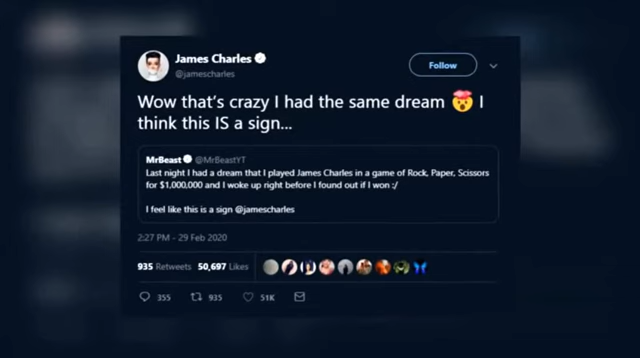 James Charles
@jamescharles
Follow
Wow that's crazy I had the same dream 🤯 I
think this IS a sign...
MrBeast @MrBeastYT
Last night I had a dream that I played James Charles in a game of Rock, Paper, Scissors
for $1,000,000 and I woke up right before I found out if I won :/
I feel like this is a sign @jamescharles
2:27 PM - 29 Feb 2020
935 Retweets 50,697 Likes
355 935 51K